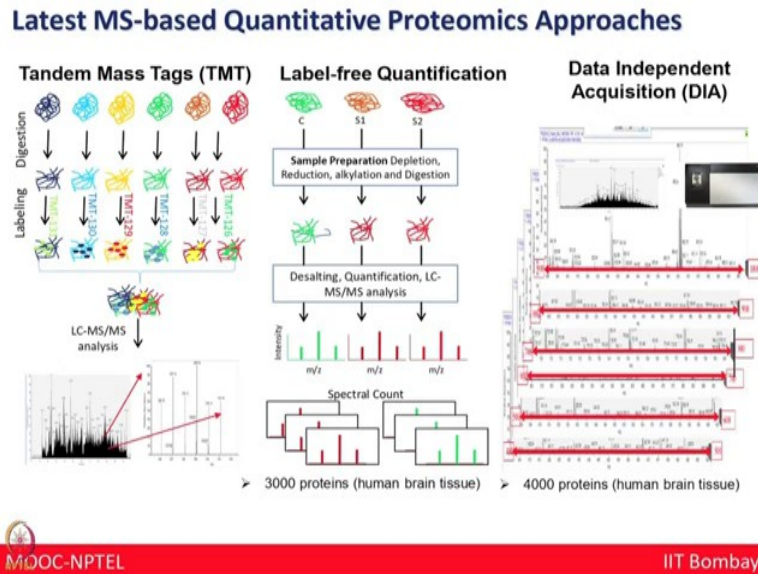 Latest MS-based Quantitative Proteomics Approaches
Tandem Mass Tags (TMT)
Digestion
Labeling
TMT-130
TMT-129
TMT-128
TMT-127
TMT-126
LC-MS/MS
analysis
Label-free Quantification
C S1 S2
Sample Preparation Depletion,
Reduction, alkylation and Digestion
Desalting, Quantification, LC-
MS/MS analysis
Intensity
m/z m/z m/z
Spectral Count
➢ 3000 proteins (human brain tissue)
Data Independent
Acquisition (DIA)
➢ 4000 proteins (human brain tissue)
MOOC-NPTEL
IIT Bombay